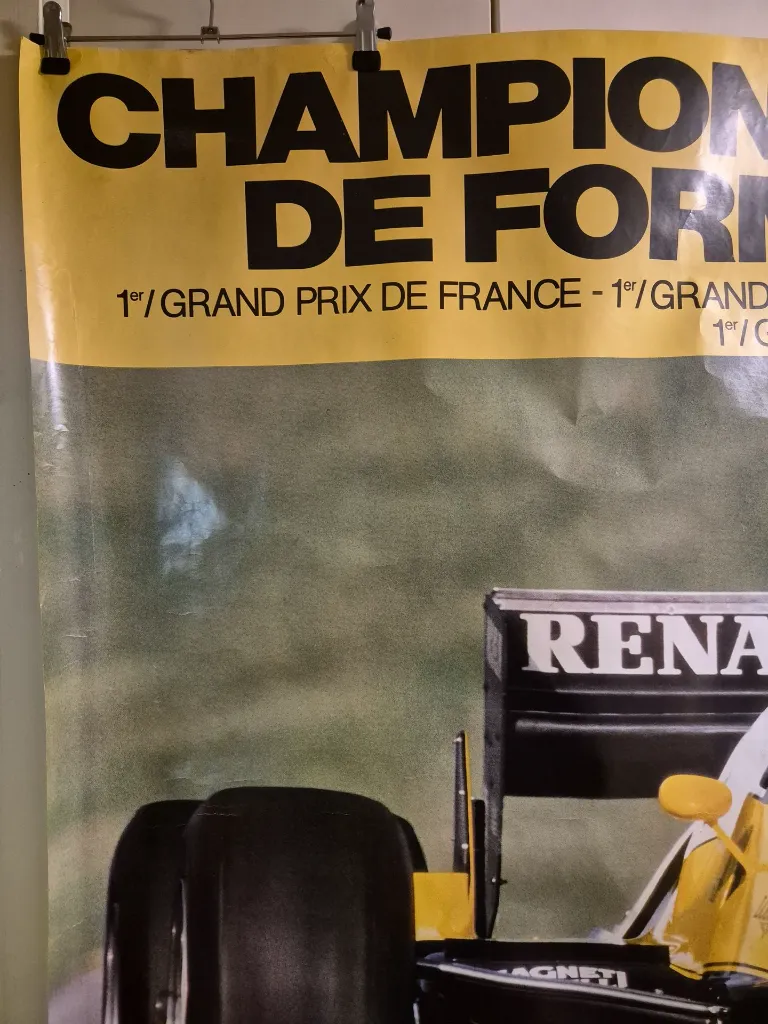 CHAMPION
DE FORM
1er/ GRAND PRIX DE FRANCE - 1er/ GRAND
1er/ G
RENA
MAGNETI